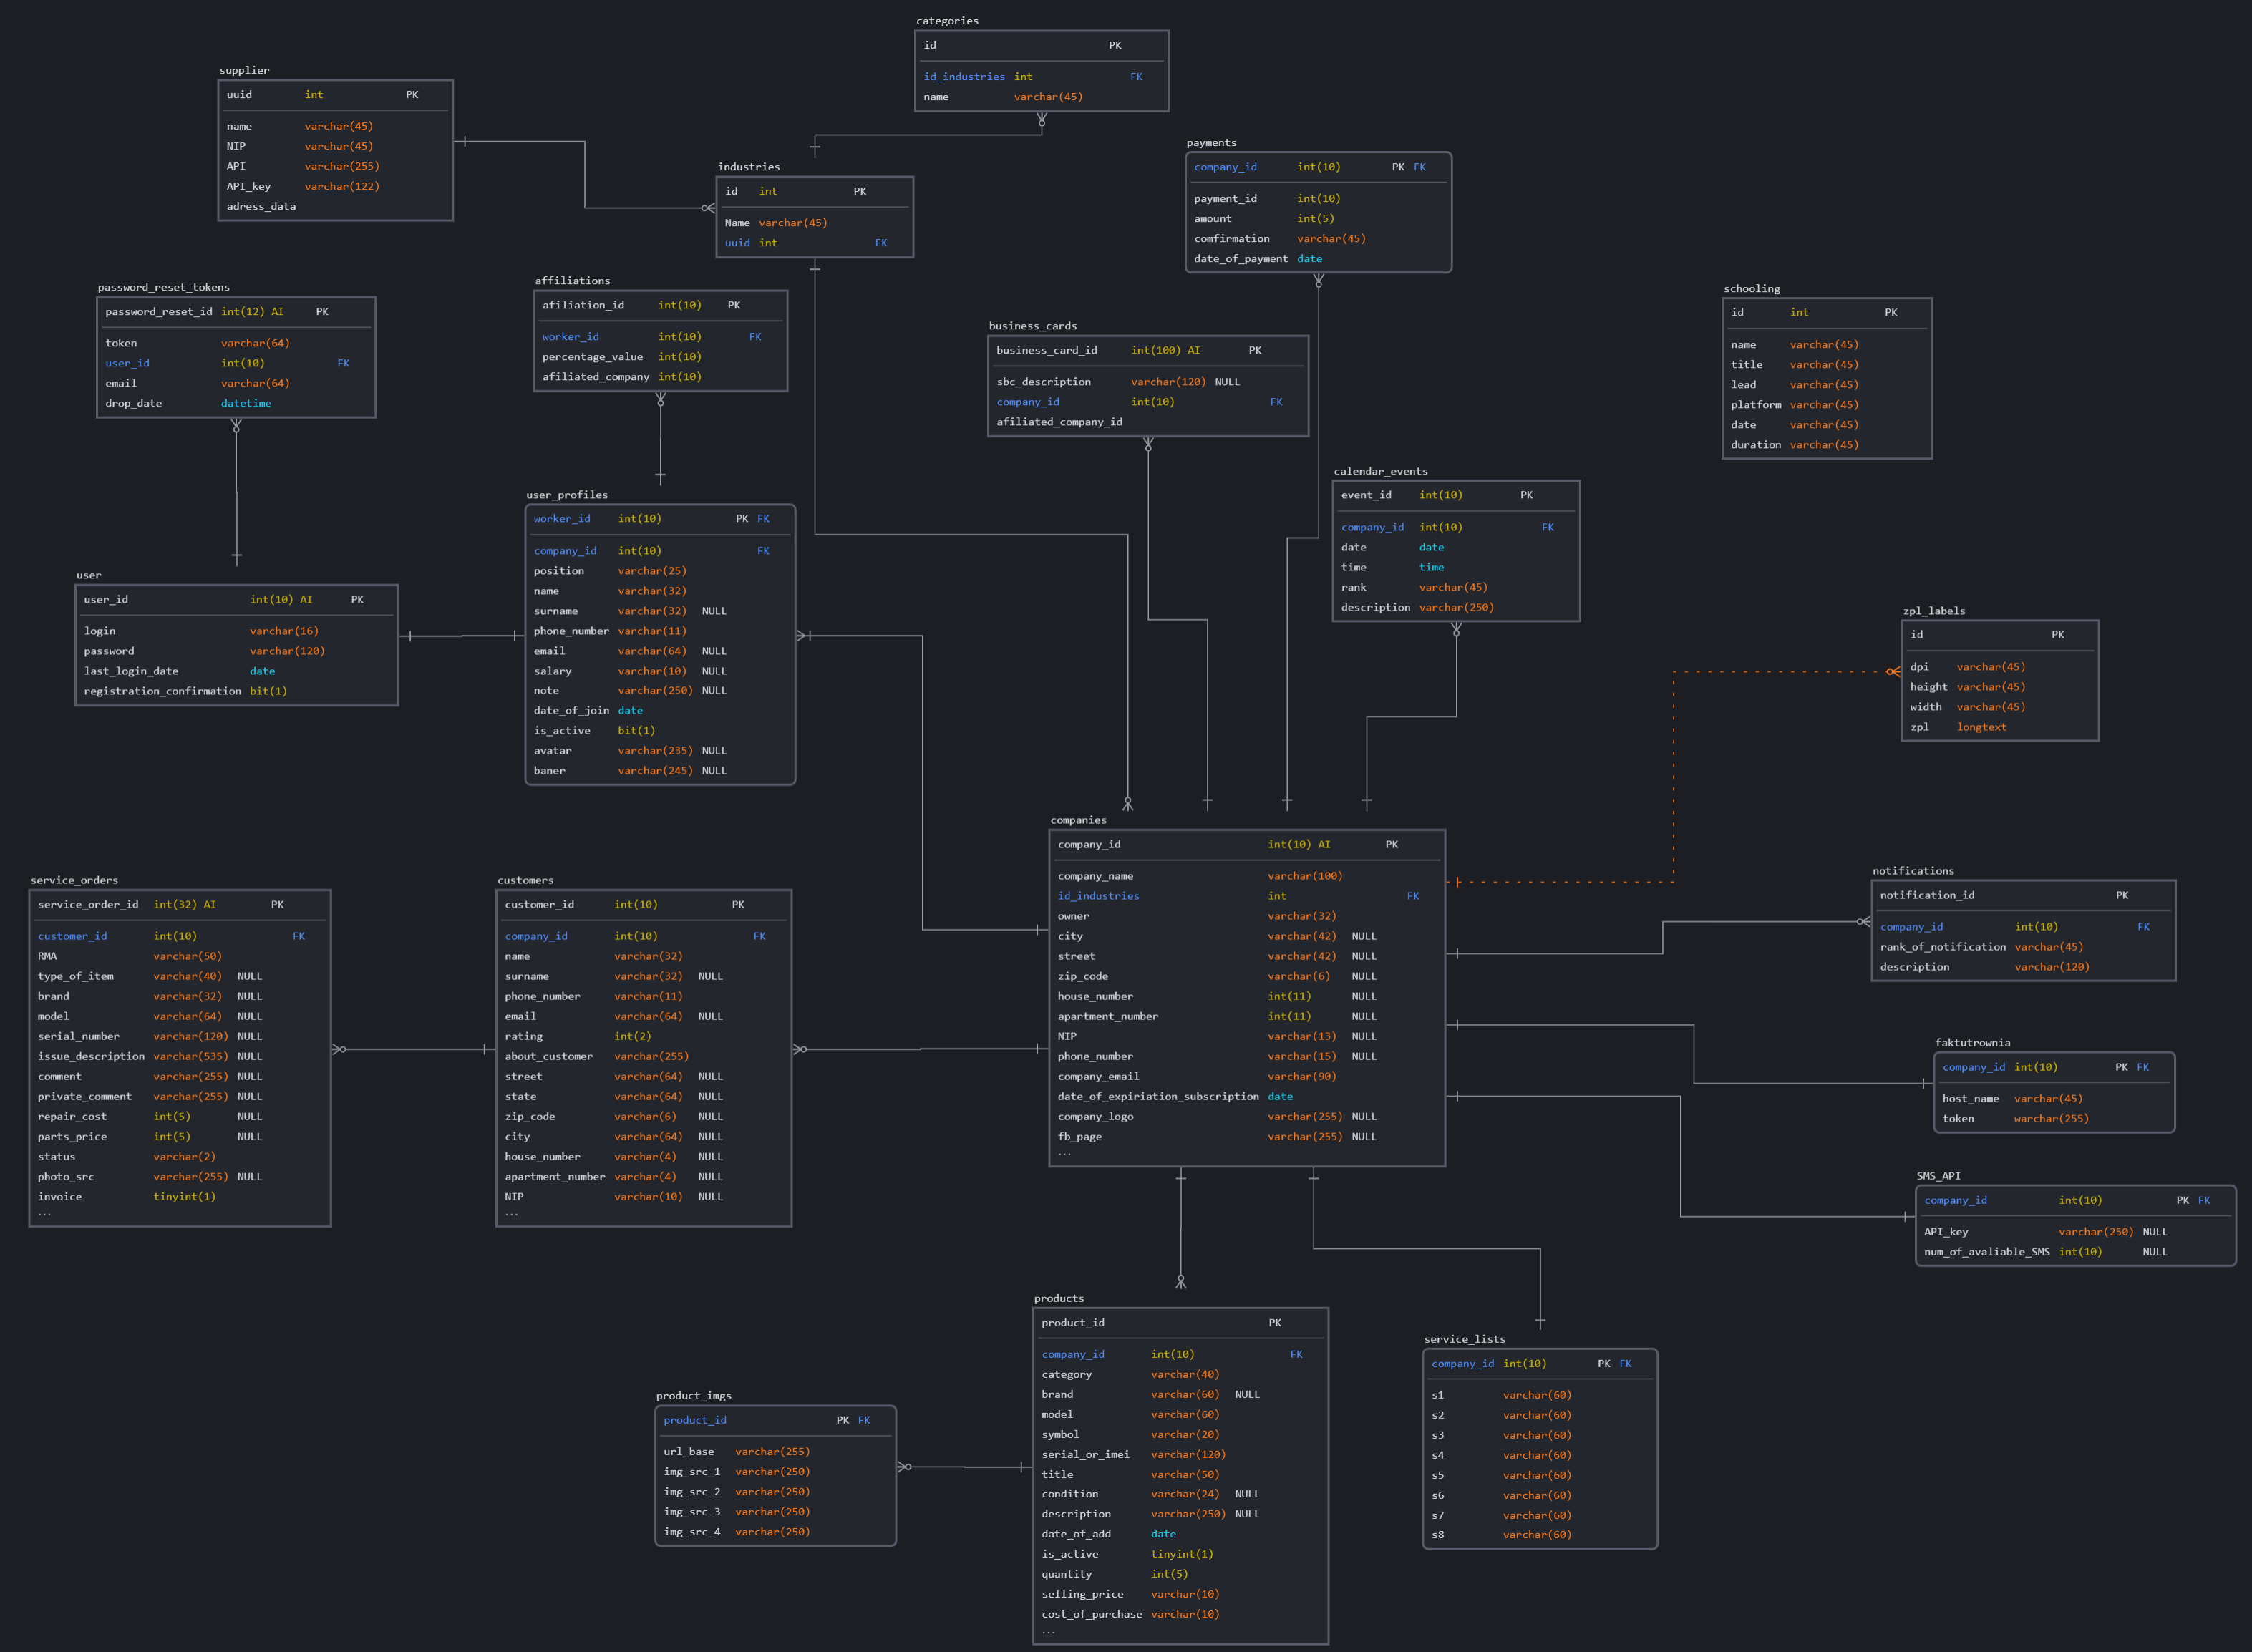 categories
id PK
id_industries int FK
name varchar(45)
supplier
uuid int PK
name varchar(45)
NIP varchar(45)
API varchar(255)
API_key varchar(122)
adress_data
industries
id int PK
Name varchar(45)
uuid int FK
payments
company_id int(10) PK FK
payment_id int(10)
amount int(5)
comfirmation varchar(45)
date_of_payment date
password_reset_tokens
password_reset_id int(12) AI PK
token varchar(64)
user_id int(10) FK
email varchar(64)
drop_date datetime
affiliations
afiliation_id int(10) PK
worker_id int(10) FK
percentage_value int(10)
afiliated_company int(10)
business_cards
business_card_id int(100) AI PK
sbc_description varchar(120) NULL
company_id int(10) FK
afiliated_company_id
schooling
id int PK
name varchar(45)
title varchar(45)
lead varchar(45)
platform varchar(45)
date varchar(45)
duration varchar(45)
calendar_events
event_id int(10) PK
company_id int(10) FK
date date
time time
rank varchar(45)
description varchar(250)
user_profiles
worker_id int(10) PK FK
company_id int(10) FK
position varchar(25)
name varchar(32)
surname varchar(32) NULL
phone_number varchar(11)
email varchar(64) NULL
salary varchar(10) NULL
note varchar(250) NULL
date_of_join date
is_active bit(1)
avatar varchar(235) NULL
baner varchar(245) NULL
user
user_id int(10) AI PK
login varchar(16)
password varchar(120)
last_login_date date
registration_confirmation bit(1)
zpl_labels
id PK
dpi varchar(45)
height varchar(45)
width varchar(45)
zpl longtext
companies
company_id int(10) AI PK
company_name varchar(100)
id_industries int FK
owner varchar(32)
city varchar(42) NULL
street varchar(42) NULL
zip_code varchar(6) NULL
house_number int(11) NULL
apartment_number int(11) NULL
NIP varchar(13) NULL
phone_number varchar(15) NULL
company_email varchar(90)
date_of_expiriation_subscription date
company_logo varchar(255) NULL
fb_page varchar(255) NULL
...
service_orders
service_order_id int(32) AI PK
customer_id int(10) FK
RMA varchar(50)
type_of_item varchar(40) NULL
brand varchar(32) NULL
model varchar(64) NULL
serial_number varchar(120) NULL
issue_description varchar(535) NULL
comment varchar(255) NULL
private_comment varchar(255) NULL
repair_cost int(5) NULL
parts_price int(5) NULL
status varchar(2)
photo_src varchar(255) NULL
invoice tinyint(1)
...
customers
customer_id int(10) PK
company_id int(10) FK
name varchar(32)
surname varchar(32) NULL
phone_number varchar(11)
email varchar(64) NULL
rating int(2)
about_customer varchar(255)
street varchar(64) NULL
state varchar(64) NULL
zip_code varchar(6) NULL
city varchar(64) NULL
house_number varchar(4) NULL
apartment_number varchar(4) NULL
NIP varchar(10) NULL
...
notifications
notification_id PK
company_id int(10) FK
rank_of_notification varchar(45)
description varchar(120)
faktutrownia
company_id int(10) PK FK
host_name varchar(45)
token warchar(255)
SMS_API
company_id int(10) PK FK
API_key varchar(250) NULL
num_of_avaliable_SMS int(10) NULL
products
product_id PK
company_id int(10) FK
category varchar(40)
brand varchar(60) NULL
model varchar(60)
symbol varchar(20)
serial_or_imei varchar(120)
title varchar(50)
condition varchar(24) NULL
description varchar(250) NULL
date_of_add date
is_active tinyint(1)
quantity int(5)
selling_price varchar(10)
cost_of_purchase varchar(10)
...
service_lists
company_id int(10) PK FK
s1 varchar(60)
s2 varchar(60)
s3 varchar(60)
s4 varchar(60)
s5 varchar(60)
s6 varchar(60)
s7 varchar(60)
s8 varchar(60)
product_imgs
product_id PK FK
url_base varchar(255)
img_src_1 varchar(250)
img_src_2 varchar(250)
img_src_3 varchar(250)
img_src_4 varchar(250)